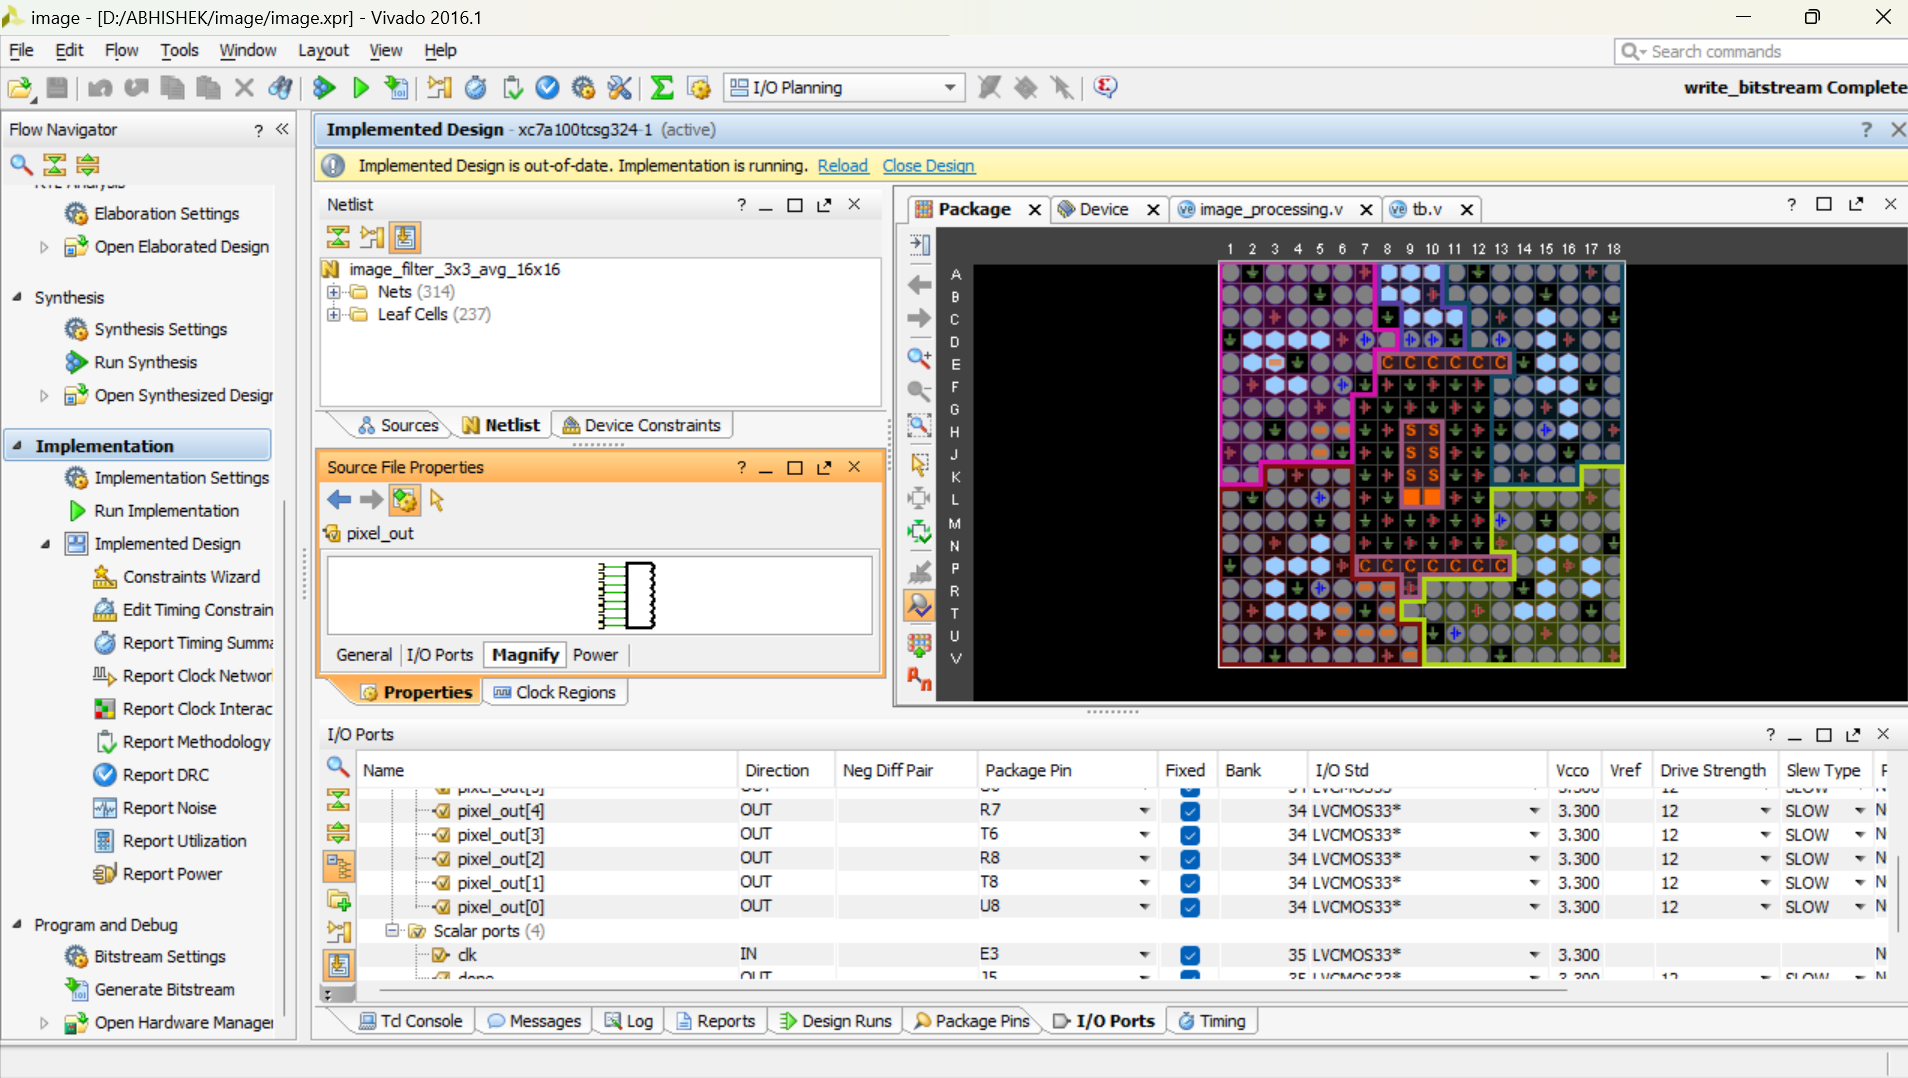 image - [D:/ABHISHEK/image/image.xpr] - Vivado 2016.1
File Edit Flow Tools Window Layout View Help
Search commands
I/O Planning
write_bitstream Complete
Flow Navigator
Elaboration Settings
Open Elaborated Design
Synthesis
Synthesis Settings
Run Synthesis
Open Synthesized Desigr
Implementation
Implementation Settings
Run Implementation
Implemented Design
Constraints Wizard
Edit Timing Constrain
Report Timing Summa
Report Clock Networ
Report Clock Interac
Report Methodology
Report DRC
Report Noise
Report Utilization
Report Power
Program and Debug
Bitstream Settings
Generate Bitstream
Open Hardware Manager
Implemented Design - xc7a100tcsg324-1 (active)
Implemented Design is out-of-date. Implementation is running. Reload Close Design
Netlist
image_filter_3x3_avg_16x16
Nets (314)
Leaf Cells (237)
Sources Netlist Device Constraints
Source File Properties
pixel_out
General I/O Ports Magnify Power
Properties Clock Regions
Package Device image_processing.v tb.v
1 2 3 4 5 6 7 8 9 10 11 12 13 14 15 16 17 18
A
B
C
D
E
F
G
H
J
K
L
M
N
P
R
T
U
V
C C C C C C
S S
S S
S S
C C C C C C C
I/O Ports
Name Direction Neg Diff Pair Package Pin Fixed Bank I/O Std Vcco Vref Drive Strength Slew Type
pixel_out[4] OUT R7 34 LVCMOS33* 3.300 12 SLOW N
pixel_out[3] OUT T6 34 LVCMOS33* 3.300 12 SLOW N
pixel_out[2] OUT R8 34 LVCMOS33* 3.300 12 SLOW N
pixel_out[1] OUT T8 34 LVCMOS33* 3.300 12 SLOW N
pixel_out[0] OUT U8 34 LVCMOS33* 3.300 12 SLOW N
Scalar ports (4)
clk IN E3 35 LVCMOS33* 3.300 N
done OUT J5 35 LVCMOS33* 3.300 12 SLOW N
Tcl Console Messages Log Reports Design Runs Package Pins I/O Ports Timing